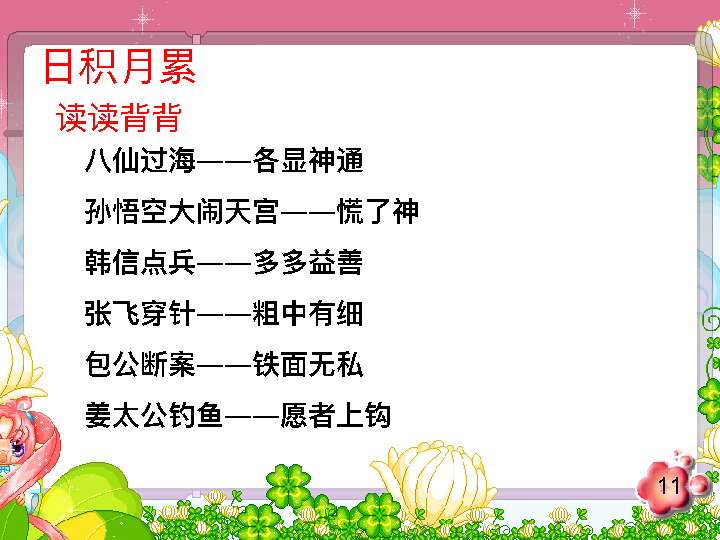 日积月累
读读背背
八仙过海——各显神通
孙悟空大闹天宫——慌了神
韩信点兵——多多益善
张飞穿针——粗中有细
包公断案——铁面无私
姜太公钓鱼——愿者上钩
11